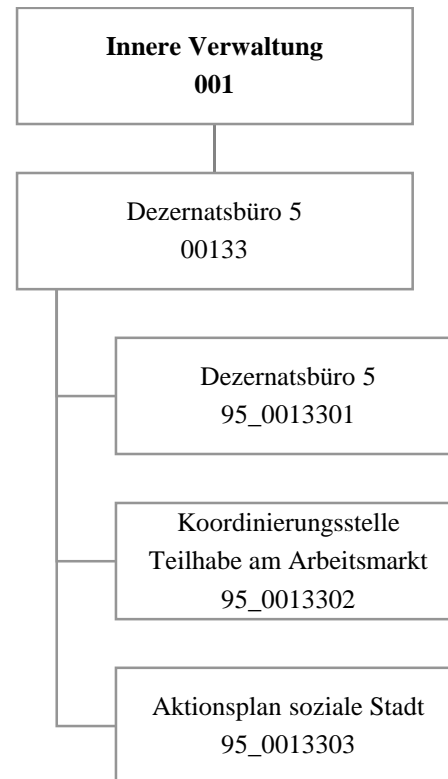 Innere Verwaltung
001
Dezernatsbüro 5
00133
Dezernatsbüro 5
95_0013301
Koordinierungsstelle
Teilhabe am Arbeitsmarkt
95_0013302
Aktionsplan soziale Stadt
95_0013303